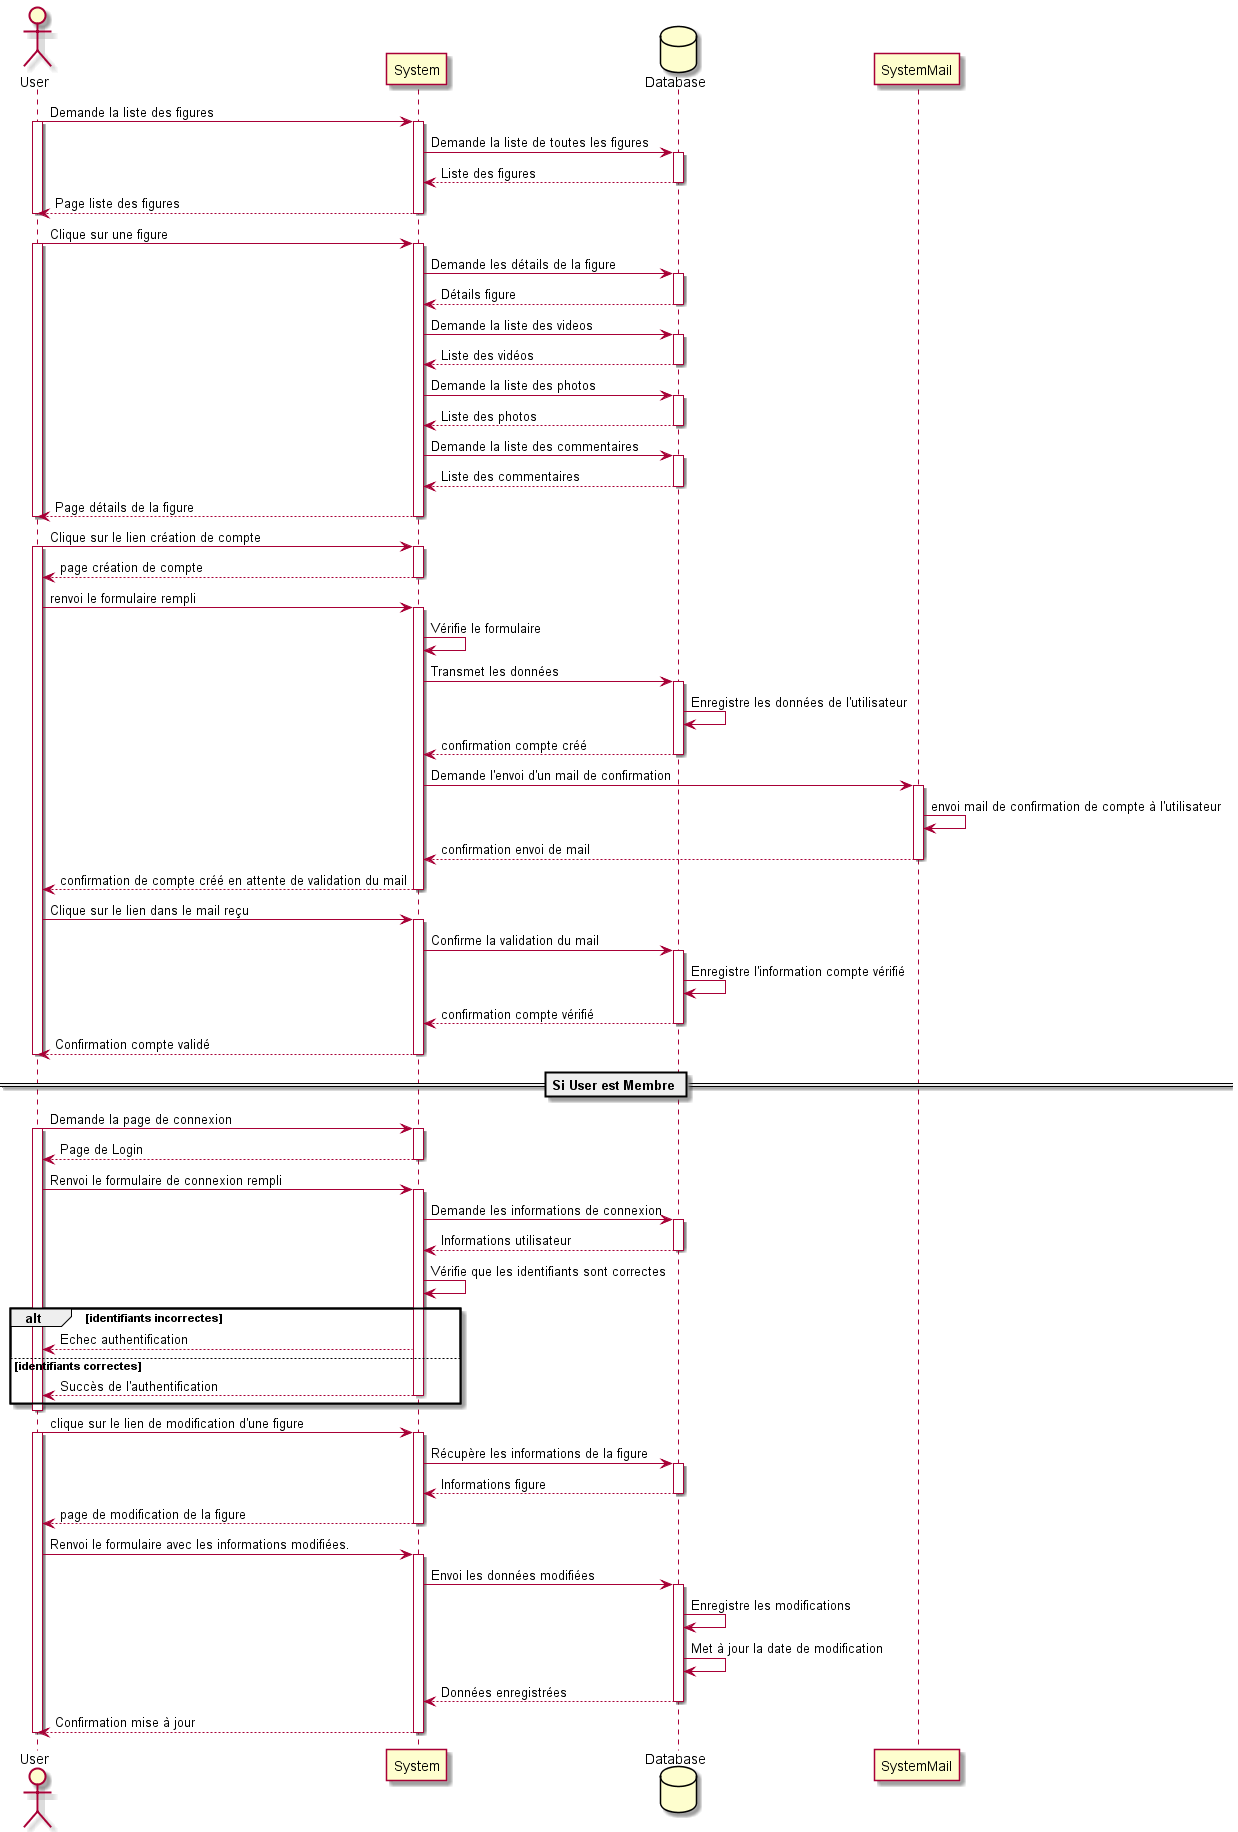 User
System
Database
SystemMail
Demande la liste des figures
Demande la liste de toutes les figures
Liste des figures
Page liste des figures
Clique sur une figure
Demande les détails de la figure
Détails figure
Demande la liste des videos
Liste des vidéos
Demande la liste des photos
Liste des photos
Demande la liste des commentaires
Liste des commentaires
Page détails de la figure
Clique sur le lien création de compte
page création de compte
renvoi le formulaire rempli
Vérifie le formulaire
Transmet les données
Enregistre les données de l'utilisateur
confirmation compte créé
Demande l'envoi d'un mail de confirmation
envoi mail de confirmation de compte à l'utilisateur
confirmation envoi de mail
confirmation de compte créé en attente de validation du mail
Clique sur le lien dans le mail reçu
Confirme la validation du mail
Enregistre l'information compte vérifié
confirmation compte vérifié
Confirmation compte validé
Si User est Membre
Demande la page de connexion
Page de Login
Renvoi le formulaire de connexion rempli
Demande les informations de connexion
Informations utilisateur
Vérifie que les identifiants sont correctes
alt [identifiants incorrectes]
Echec authentification
[identifiants correctes]
Succès de l'authentification
clique sur le lien de modification d'une figure
Récupère les informations de la figure
Informations figure
page de modification de la figure
Renvoi le formulaire avec les informations modifiées.
Envoi les données modifiées
Enregistre les modifications
Met à jour la date de modification
Données enregistrées
Confirmation mise à jour
User
System
Database
SystemMail